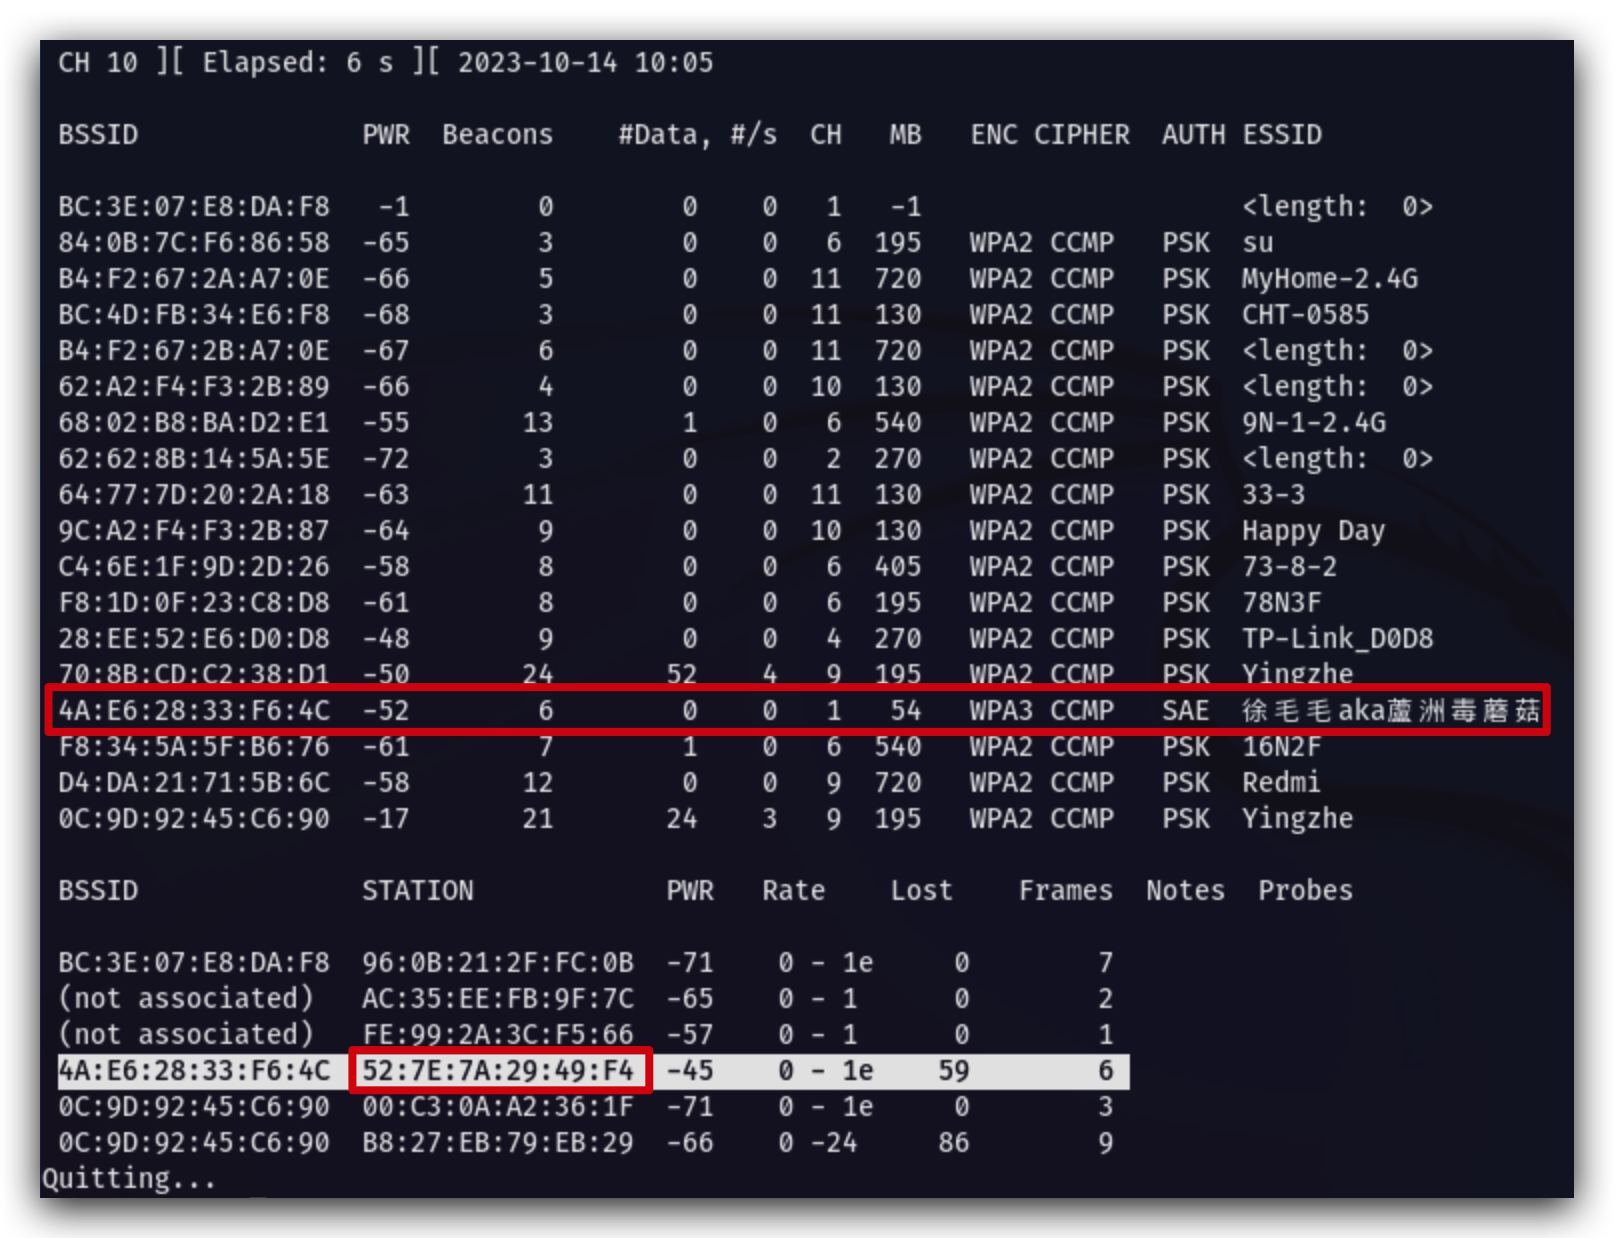 CH 10 ][ Elapsed: 6 s ][ 2023-10-14 10:05
BSSID PWR Beacons #Data, #/s CH MB ENC CIPHER AUTH ESSID
BC:3E:07:E8:DA:F8 -1 0 0 0 1 -1 <length: 0>
84:0B:7C:F6:86:58 -65 3 0 0 6 195 WPA2 CCMP PSK su
B4:F2:67:2A:A7:0E -66 5 0 0 11 720 WPA2 CCMP PSK MyHome-2.4G
BC:4D:FB:34:E6:F8 -68 3 0 0 11 130 WPA2 CCMP PSK CHT-0585
B4:F2:67:2B:A7:0E -67 6 0 0 11 720 WPA2 CCMP PSK <length: 0>
62:A2:F4:F3:2B:89 -66 4 0 0 10 130 WPA2 CCMP PSK <length: 0>
68:02:B8:BA:D2:E1 -55 13 1 0 6 540 WPA2 CCMP PSK 9N-1-2.4G
62:62:8B:14:5A:5E -72 3 0 0 2 270 WPA2 CCMP PSK <length: 0>
64:77:7D:20:2A:18 -63 11 0 0 11 130 WPA2 CCMP PSK 33-3
9C:A2:F4:F3:2B:87 -64 9 0 0 10 130 WPA2 CCMP PSK Happy Day
C4:6E:1F:9D:2D:26 -58 8 0 0 6 405 WPA2 CCMP PSK 73-8-2
F8:1D:0F:23:C8:D8 -61 8 0 0 6 195 WPA2 CCMP PSK 78N3F
28:EE:52:E6:D0:D8 -48 9 0 0 4 270 WPA2 CCMP PSK TP-Link_D0D8
70:8B:CD:C2:38:D1 -50 24 52 4 9 195 WPA2 CCMP PSK Yingzhe
4A:E6:28:33:F6:4C -52 6 0 0 1 54 WPA3 CCMP SAE 徐毛毛aka蘆洲毒蘑菇
F8:34:5A:5F:B6:76 -61 7 1 0 6 540 WPA2 CCMP PSK 16N2F
D4:DA:21:71:5B:6C -58 12 0 0 9 720 WPA2 CCMP PSK Redmi
0C:9D:92:45:C6:90 -17 21 24 3 9 195 WPA2 CCMP PSK Yingzhe
BSSID STATION PWR Rate Lost Frames Notes Probes
BC:3E:07:E8:DA:F8 96:0B:21:2F:FC:0B -71 0 - 1e 0 7
(not associated) AC:35:EE:FB:9F:7C -65 0 - 1 0 2
(not associated) FE:99:2A:3C:F5:66 -57 0 - 1 0 1
4A:E6:28:33:F6:4C 52:7E:7A:29:49:F4 -45 0 - 1e 59 6
0C:9D:92:45:C6:90 00:C3:0A:A2:36:1F -71 0 - 1e 0 3
0C:9D:92:45:C6:90 B8:27:EB:79:EB:29 -66 0 -24 86 9
Quitting...